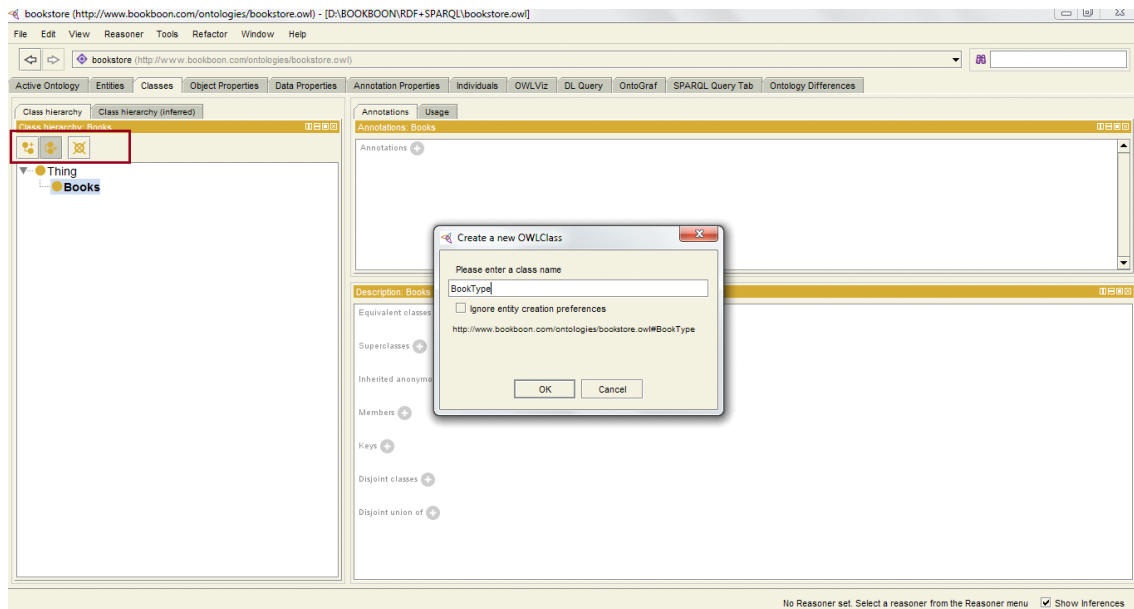 bookstore (http://www.bookboon.com/ontologies/bookstore.owl) - [D:\BOOKBOON\RDF+SPARQL\bookstore.owl]
File Edit View Reasoner Tools Refactor Window Help
bookstore (http://www.bookboon.com/ontologies/bookstore.owl)
Active Ontology Entities Classes Object Properties Data Properties Annotation Properties Individuals OWLViz DL Query OntoGraf SPARQL Query Tab Ontology Differences
Class hierarchy Class hierarchy (inferred)
Class hierarchy: Books
Thing
Books
Annotations Usage
Annotations: Books
Annotations
Create a new OWLClass
Please enter a class name
BookType
Ignore entity creation preferences
http://www.bookboon.com/ontologies/bookstore.owl#BookType
OK Cancel
Description: Books
Equivalent classes
Superclasses
Inherited anonymo
Members
Keys
Disjoint classes
Disjoint union of
No Reasoner set. Select a reasoner from the Reasoner menu Show Inferences